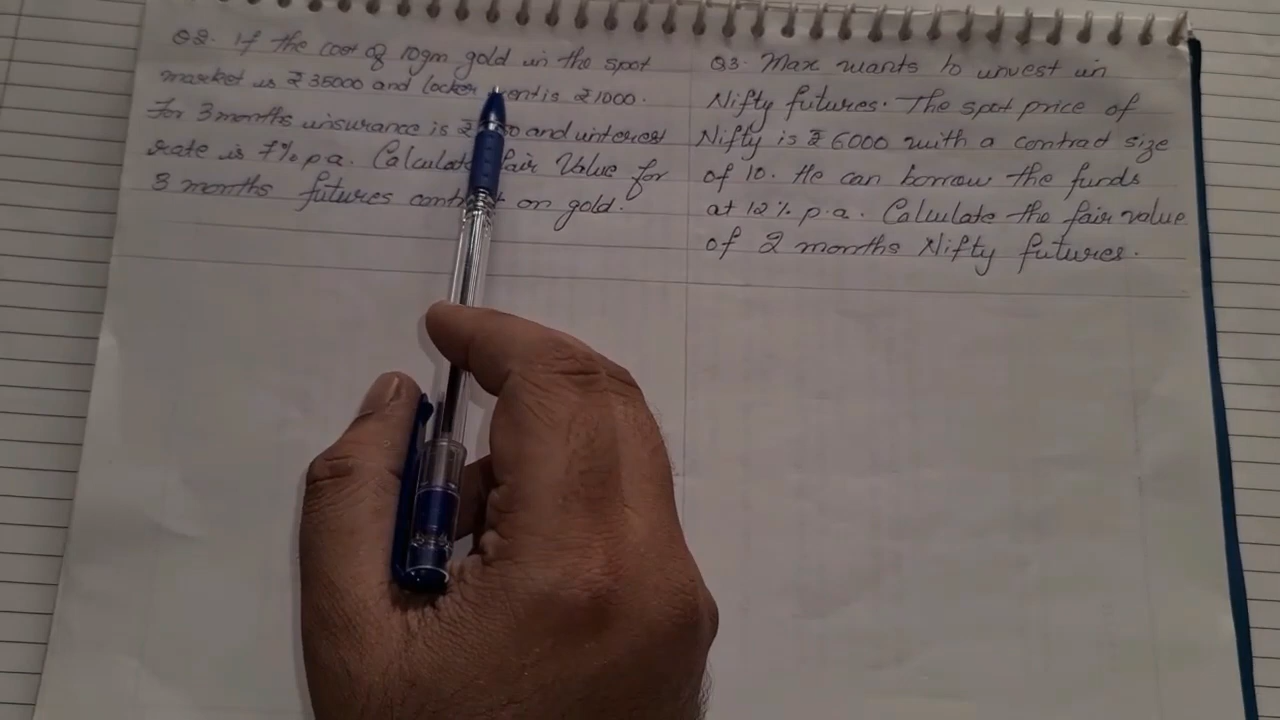 Q2. If the cost of 10gm gold in the spot
market is ₹ 35000 and locker rent is ₹1000.
For 3 months insurance is ₹ and interest
rate is 7% p a. Calculate fair Value for
3 months futures contract on gold.
Q3. Max wants to invest in
Nifty futures. The spot price of
Nifty is ₹ 6000 with a contract size
of 10. He can borrow the funds
at 12% p.a. Calculate the fair value
of 2 months Nifty futures.